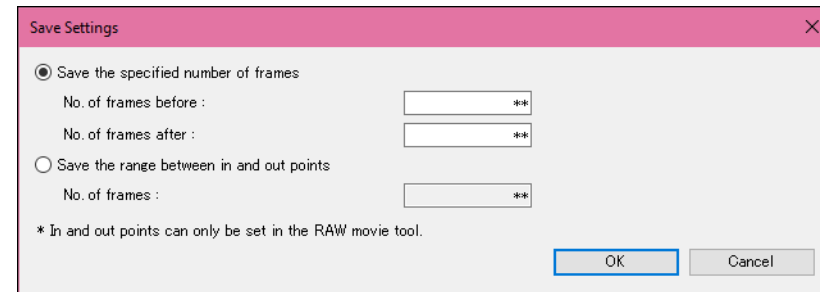 Save Settings
Save the specified number of frames
No. of frames before : **
No. of frames after : **
Save the range between in and out points
No. of frames : **
* In and out points can only be set in the RAW movie tool.
OK Cancel